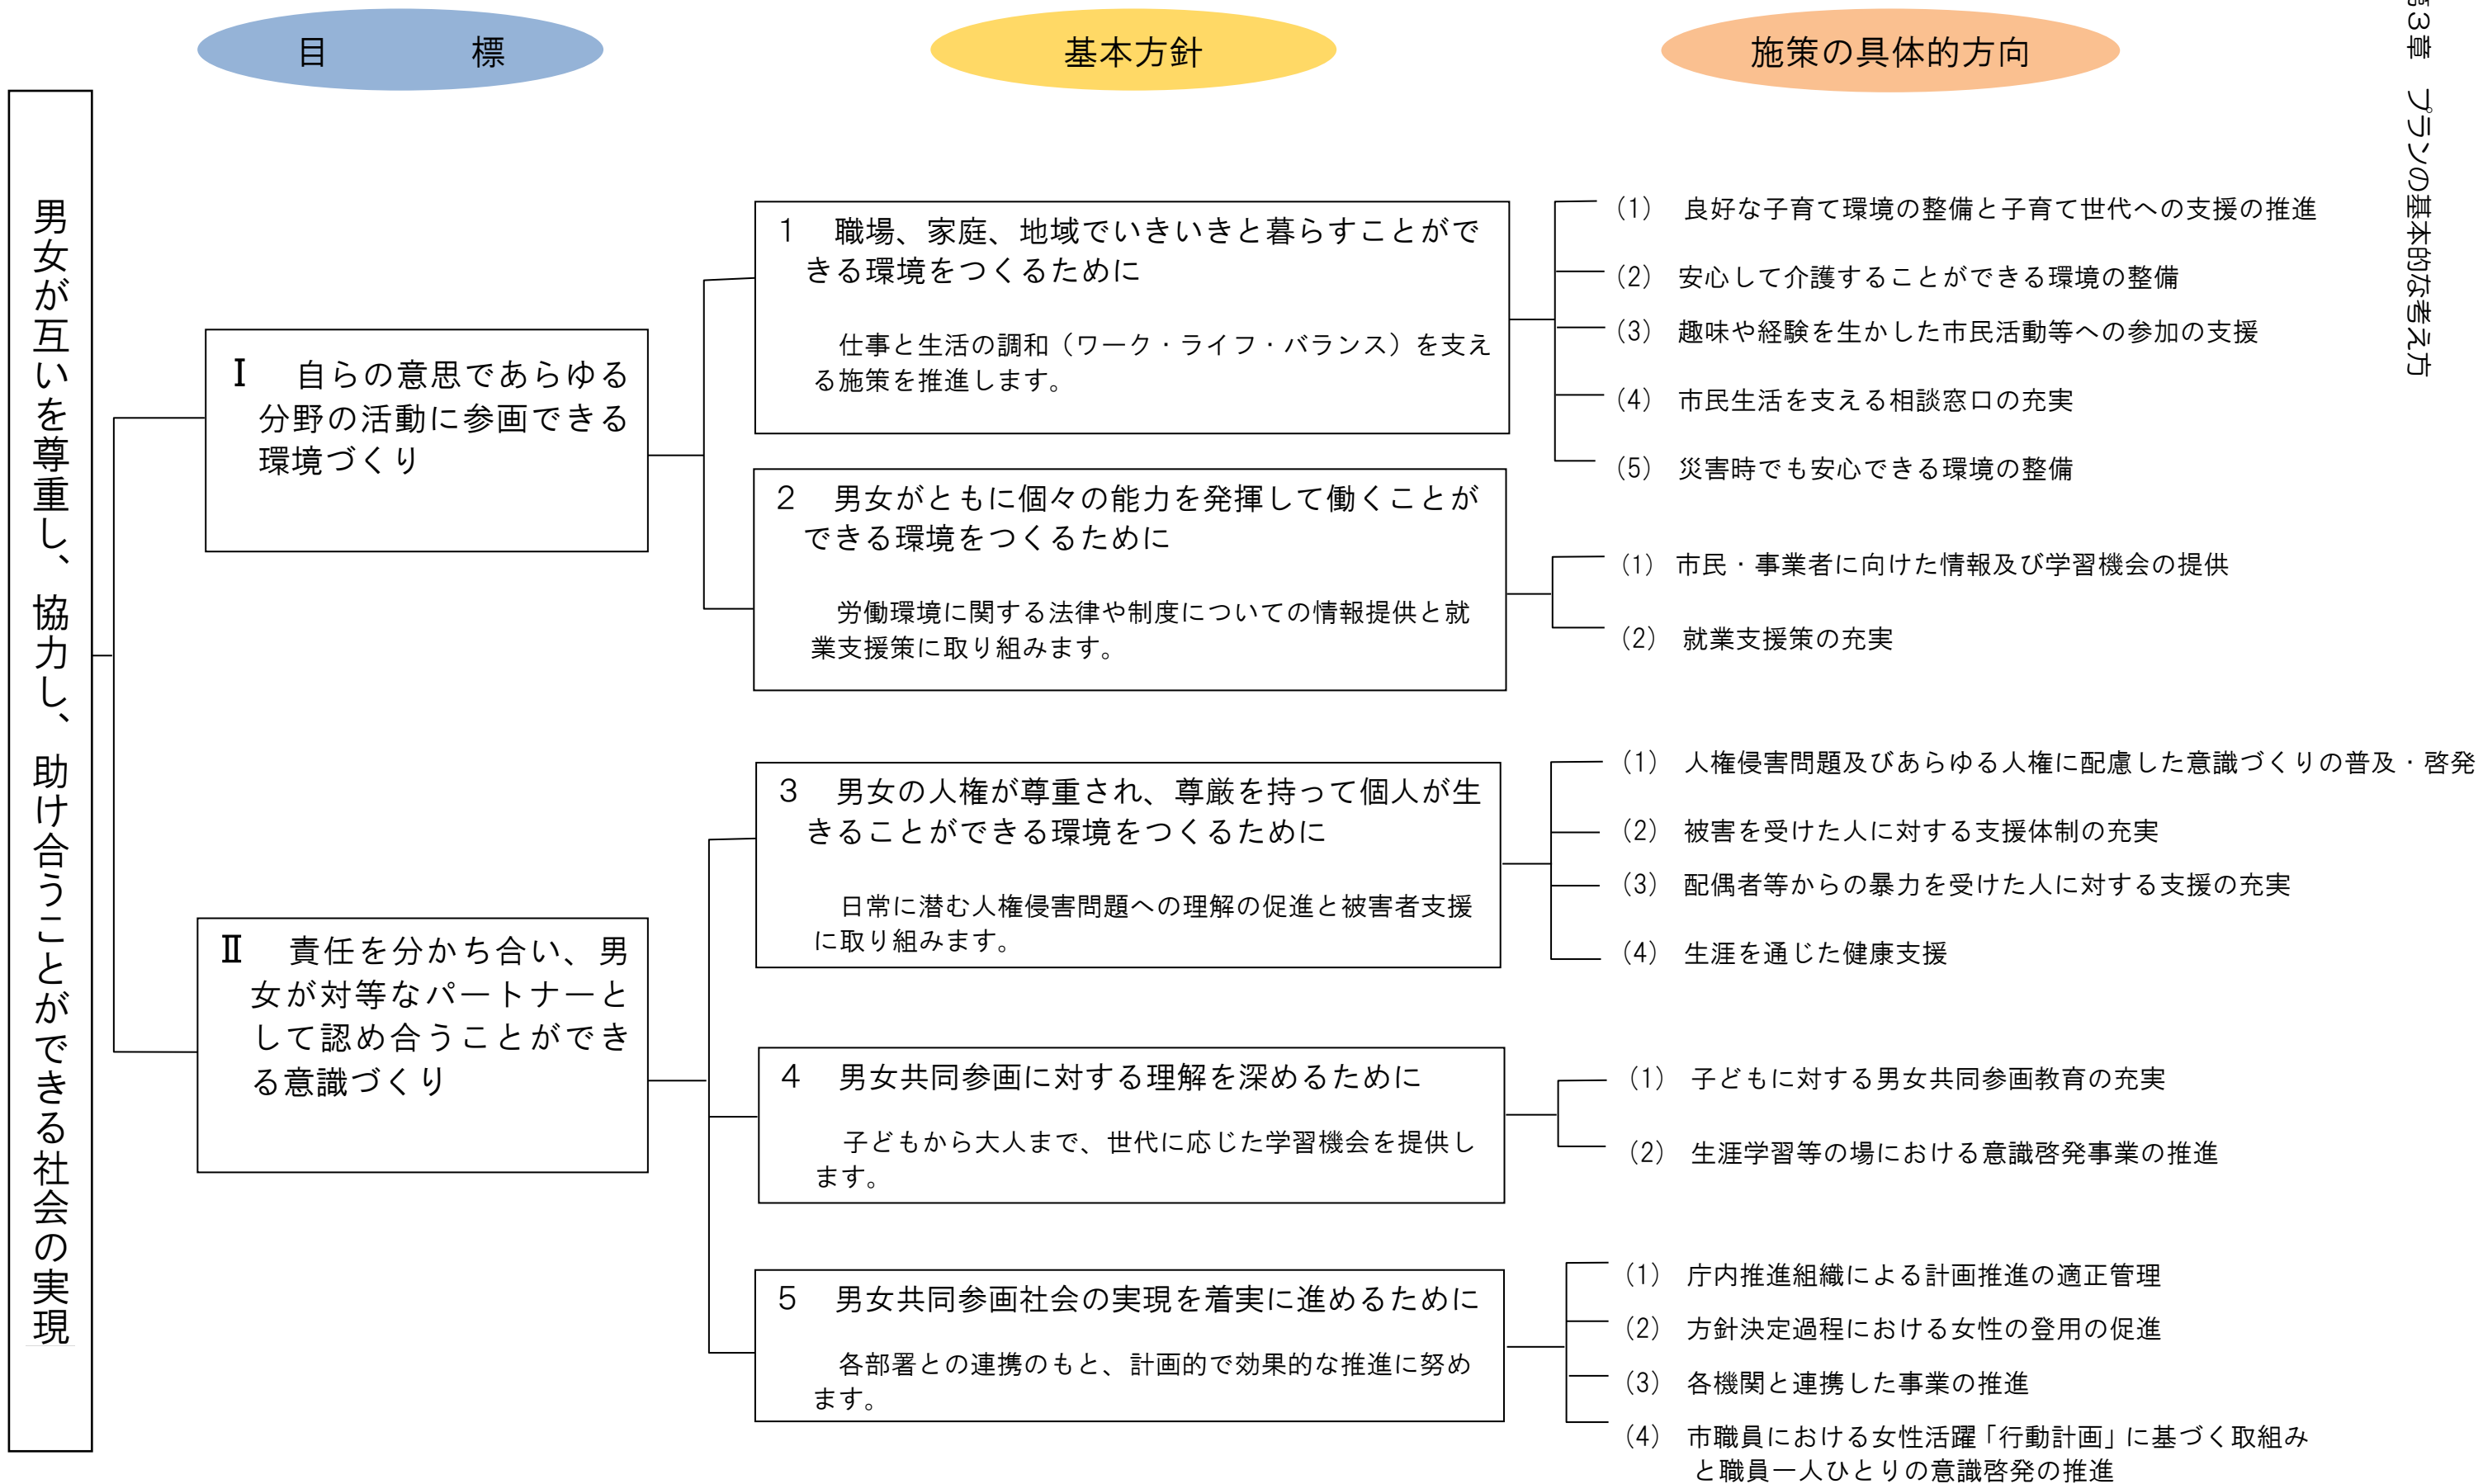 第３章　プランの基本的な考え方
目　　　標
基本方針
施策の具体的方向
男女が互いを尊重し、協力し、助け合うことができる社会の実現
Ⅰ　自らの意思であらゆる
分野の活動に参画できる
環境づくり
１　職場、家庭、地域でいきいきと暮らすことがで
きる環境をつくるために
仕事と生活の調和（ワーク・ライフ・バランス）を支え
る施策を推進します。
(1)　良好な子育て環境の整備と子育て世代への支援の推進
(2)　安心して介護することができる環境の整備
(3)　趣味や経験を生かした市民活動等への参加の支援
(4)　市民生活を支える相談窓口の充実
(5)　災害時でも安心できる環境の整備
２　男女がともに個々の能力を発揮して働くことが
できる環境をつくるために
労働環境に関する法律や制度についての情報提供と就
業支援策に取り組みます。
(1)　市民・事業者に向けた情報及び学習機会の提供
(2)　就業支援策の充実
Ⅱ　責任を分かち合い、男
女が対等なパートナーと
して認め合うことができ
る意識づくり
３　男女の人権が尊重され、尊厳を持って個人が生
きることができる環境をつくるために
日常に潜む人権侵害問題への理解の促進と被害者支援
に取り組みます。
(1)　人権侵害問題及びあらゆる人権に配慮した意識づくりの普及・啓発
(2)　被害を受けた人に対する支援体制の充実
(3)　配偶者等からの暴力を受けた人に対する支援の充実
(4)　生涯を通じた健康支援
４　男女共同参画に対する理解を深めるために
子どもから大人まで、世代に応じた学習機会を提供し
ます。
(1)　子どもに対する男女共同参画教育の充実
(2)　生涯学習等の場における意識啓発事業の推進
５　男女共同参画社会の実現を着実に進めるために
各部署との連携のもと、計画的で効果的な推進に努め
ます。
(1)　庁内推進組織による計画推進の適正管理
(2)　方針決定過程における女性の登用の促進
(3)　各機関と連携した事業の推進
(4)　市職員における女性活躍「行動計画」に基づく取組み
と職員一人ひとりの意識啓発の推進